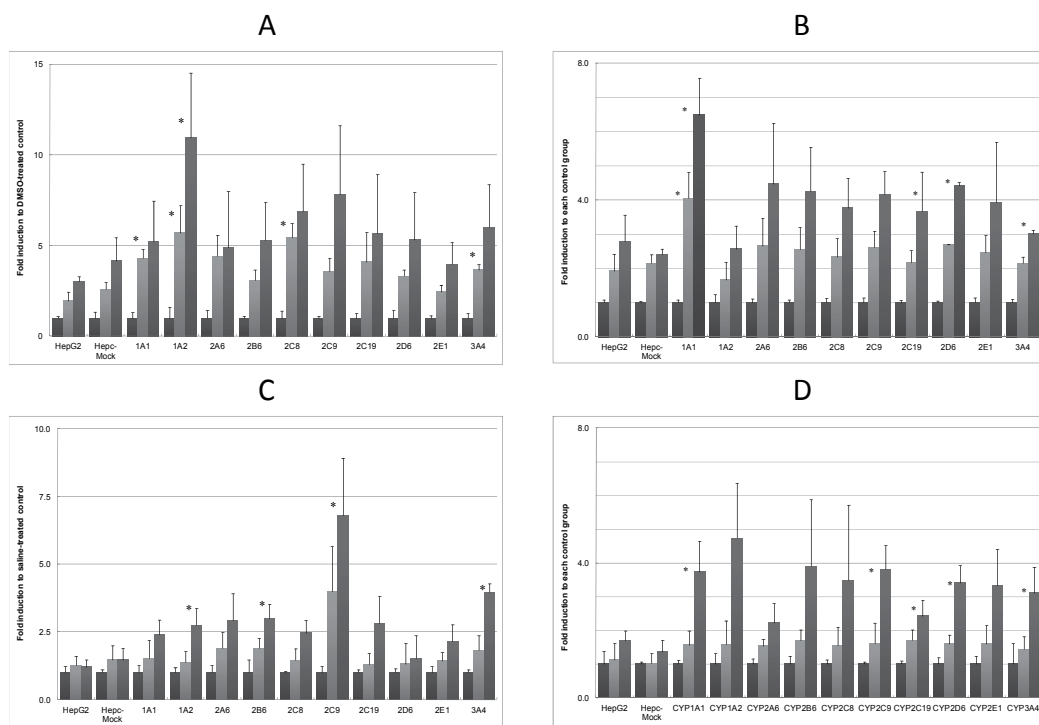 A
Fold induction to DMSO-treated control
15
10
5
0
*
*
*
*
*
HepG2 Hepc-Mock 1A1 1A2 2A6 2B6 2C8 2C9 2C19 2D6 2E1 3A4
B
Fold induction to each control group
8.0
4.0
0.0
*
*
*
*
*
HepG2 Hepc-Mock 1A1 1A2 2A6 2B6 2C8 2C9 2C19 2D6 2E1 3A4
C
Fold induction to saline-treated control
10.0
7.5
5.0
2.5
0.0
*
*
*
*
HepG2 Hepc-Mock 1A1 1A2 2A6 2B6 2C8 2C9 2C19 2D6 2E1 3A4
D
Fold induction to each control group
8.0
4.0
0.0
*
*
*
*
*
HepG2 Hepc-Mock CYP1A1 CYP1A2 CYP2A6 CYP2B6 CYP2C8 CYP2C9 CYP2C19 CYP2D6 CYP2E1 CYP3A4